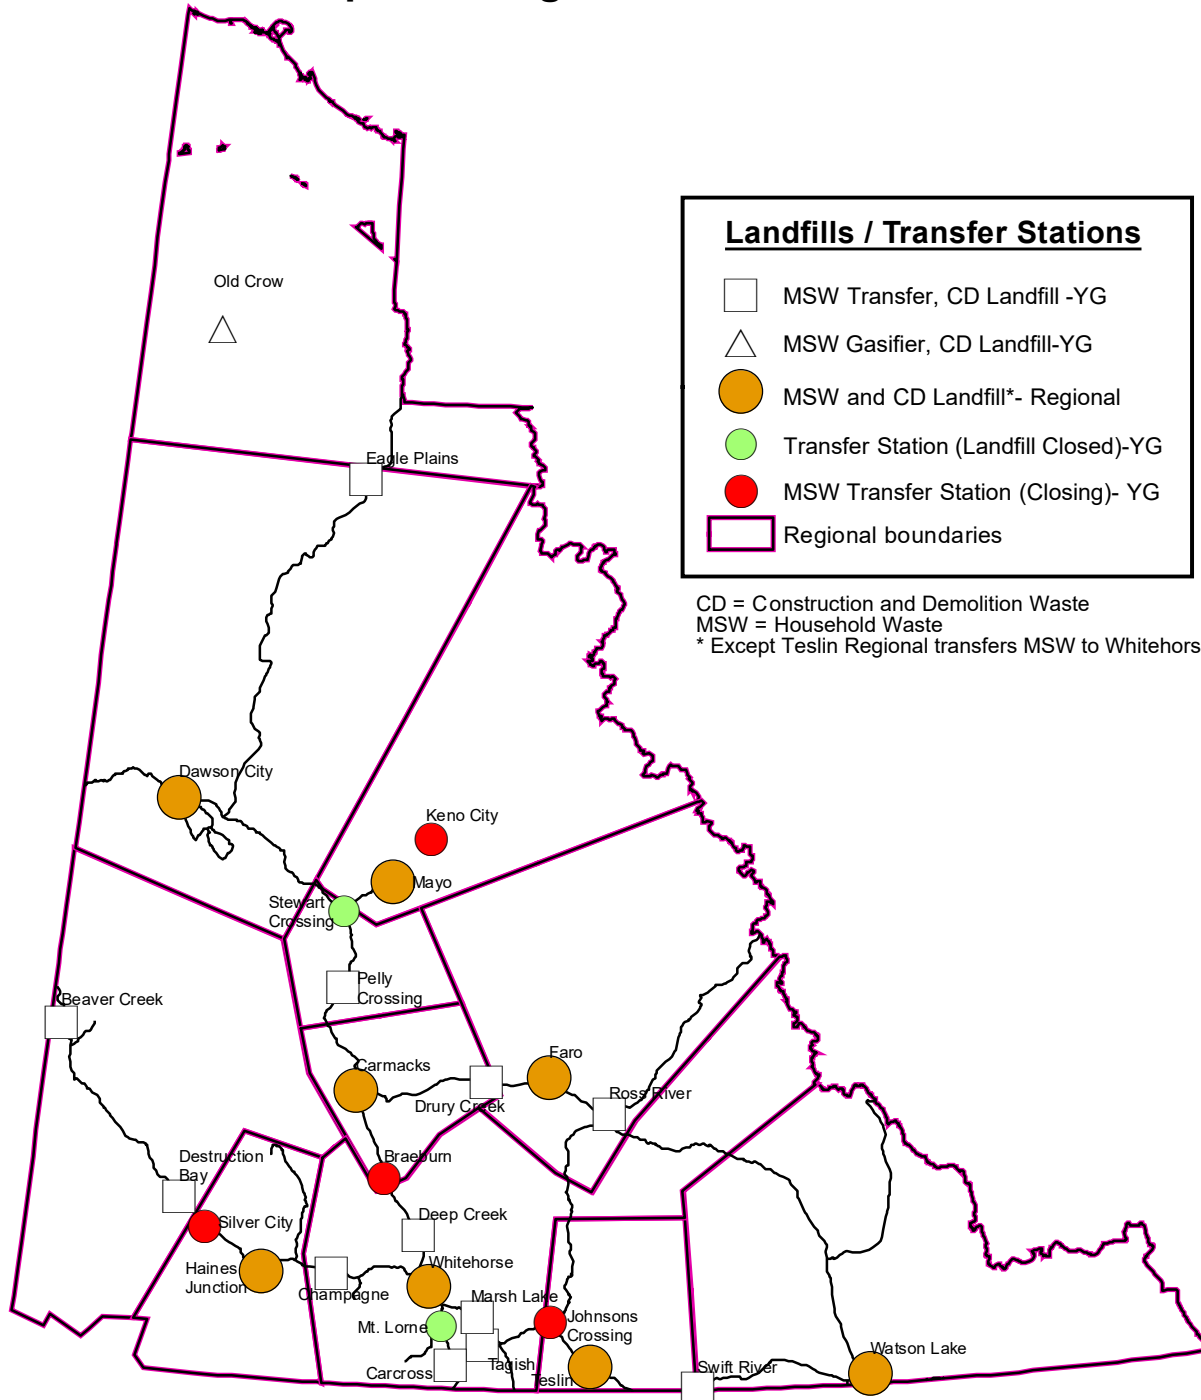 Old Crow
Landfills / Transfer Stations
MSW Transfer, CD Landfill -YG
MSW Gasifier, CD Landfill-YG
MSW and CD Landfill*- Regional
Transfer Station (Landfill Closed)-YG
MSW Transfer Station (Closing)- YG
Regional boundaries
CD = Construction and Demolition Waste
MSW = Household Waste
* Except Teslin Regional transfers MSW to Whitehors
Eagle Plains
Dawson City
Keno City
Mayo
Stewart
Crossing
Pelly
Crossing
Beaver Creek
Carmacks
Faro
Drury Creek
Ross River
Destruction
Bay
Braeburn
Silver City
Deep Creek
Haines
Junction
Champagne
Whitehorse
Marsh Lake
Mt. Lorne
Johnsons
Crossing
Carcross
Tagish
Teslin
Swift River
Watson Lake